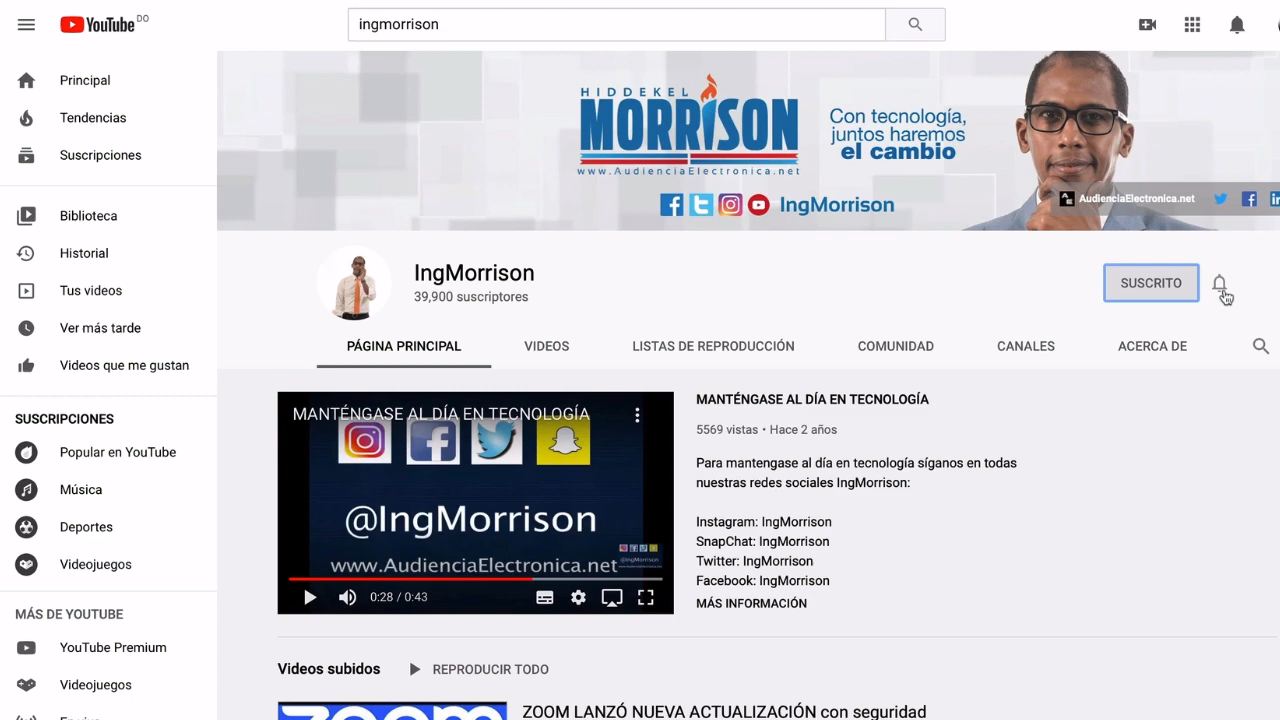 YouTube DO
ingmorrison
Principal
Tendencias
Suscripciones
Biblioteca
Historial
Tus videos
Ver más tarde
Videos que me gustan
SUSCRIPCIONES
Popular en YouTube
Música
Deportes
Videojuegos
MÁS DE YOUTUBE
YouTube Premium
Videojuegos
HIDDEKEL
MORRISON
www.AudienciaElectronica.net
Con tecnología,
juntos haremos
el cambio
IngMorrison
AudienciaElectronica.net
IngMorrison
39,900 suscriptores
SUSCRITO
PÁGINA PRINCIPAL
VIDEOS
LISTAS DE REPRODUCCIÓN
COMUNIDAD
CANALES
ACERCA DE
MANTÉNGASE AL DÍA EN TECNOLOGÍA
@IngMorrison
www.AudienciaElectronica.net
0:28 / 0:43
MANTÉNGASE AL DÍA EN TECNOLOGÍA
5569 vistas • Hace 2 años
Para mantengase al día en tecnología síganos en todas
nuestras redes sociales IngMorrison:
Instagram: IngMorrison
SnapChat: IngMorrison
Twitter: IngMorrison
Facebook: IngMorrison
MÁS INFORMACIÓN
Videos subidos
REPRODUCIR TODO
zoom
ZOOM LANZÓ NUEVA ACTUALIZACIÓN con seguridad